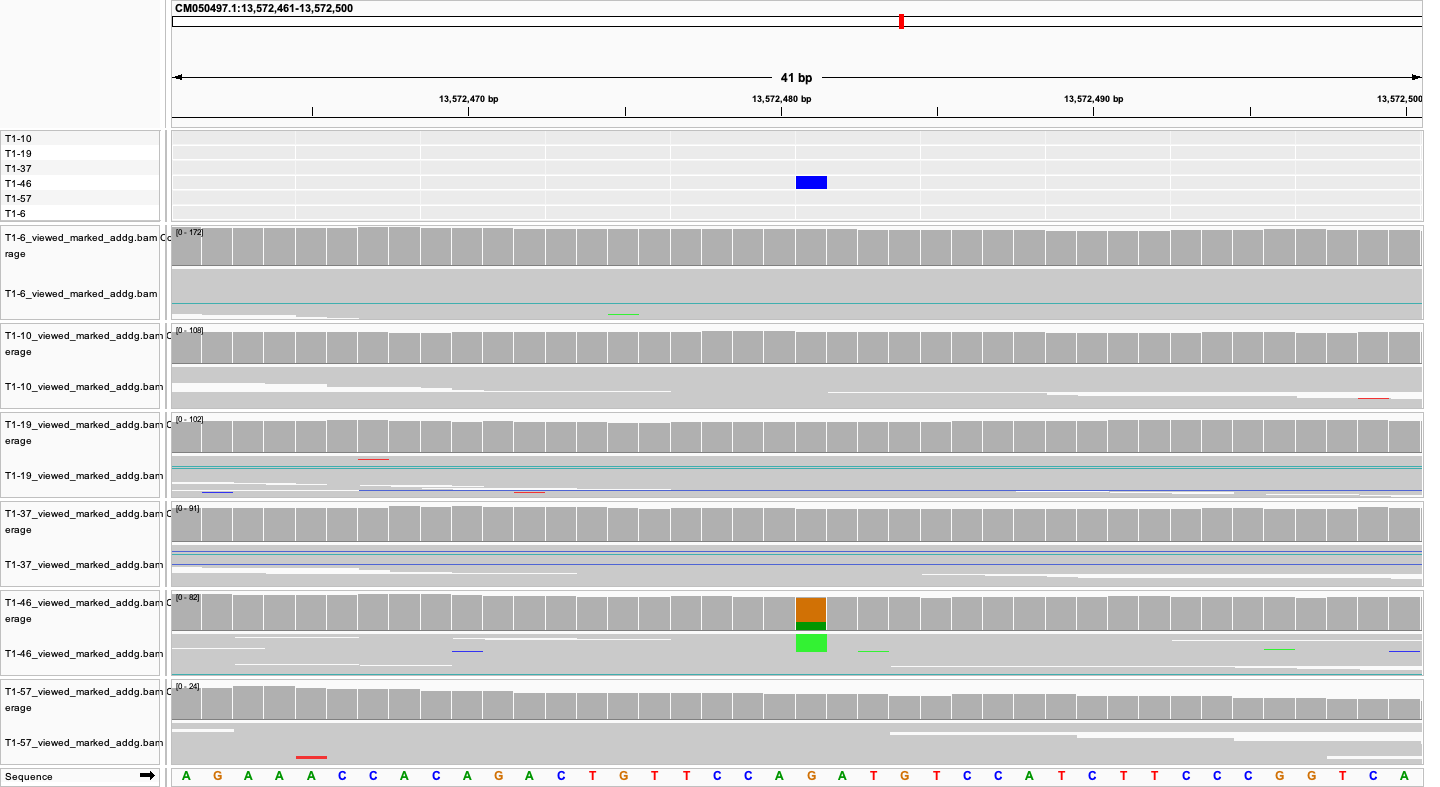 CM050497.1:13,572,461-13,572,500
41 bp
13,572,470 bp 13,572,480 bp 13,572,490 bp 13,572,500
T1-10
T1-19
T1-37
T1-46
T1-57
T1-6
T1-6_viewed_marked_addg.bam Co [0 - 172]
rage
T1-6_viewed_marked_addg.bam
T1-10_viewed_marked_addg.bam C [0 - 108]
erage
T1-10_viewed_marked_addg.bam
T1-19_viewed_marked_addg.bam C [0 - 102]
erage
T1-19_viewed_marked_addg.bam
T1-37_viewed_marked_addg.bam C [0 - 91]
erage
T1-37_viewed_marked_addg.bam
T1-46_viewed_marked_addg.bam C [0 - 82]
erage
T1-46_viewed_marked_addg.bam
T1-57_viewed_marked_addg.bam C [0 - 24]
erage
T1-57_viewed_marked_addg.bam
Sequence A G A A A C C A C A G A C T G T T C C A G A T G T C C A T C T T C C C G G T C A